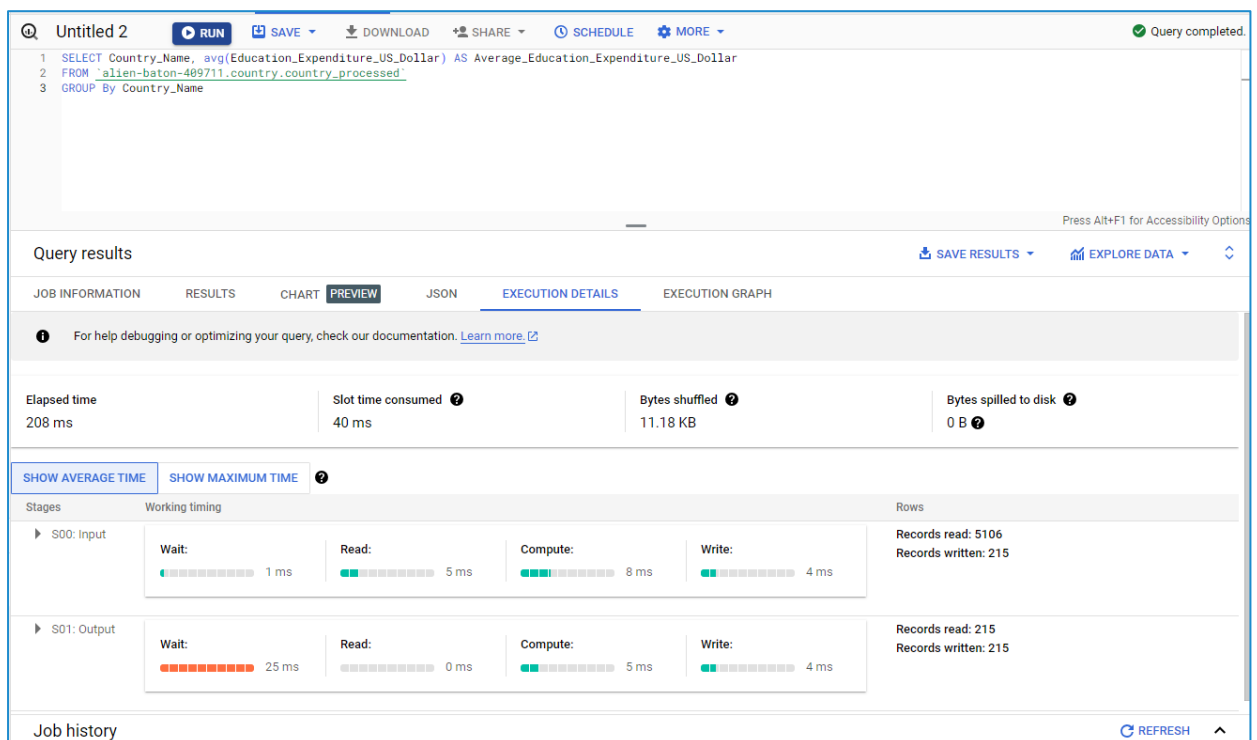 Untitled 2 RUN SAVE DOWNLOAD SHARE SCHEDULE MORE Query completed.
1 SELECT Country_Name, avg(Education_Expenditure_US_Dollar) AS Average_Education_Expenditure_US_Dollar
2 FROM `alien-baton-409711.country.country_processed`
3 GROUP By Country_Name
Press Alt+F1 for Accessibility Options
Query results SAVE RESULTS EXPLORE DATA
JOB INFORMATION RESULTS CHART PREVIEW JSON EXECUTION DETAILS EXECUTION GRAPH
For help debugging or optimizing your query, check our documentation. Learn more.
Elapsed time Slot time consumed Bytes shuffled Bytes spilled to disk
208 ms 40 ms 11.18 KB 0 B
SHOW AVERAGE TIME SHOW MAXIMUM TIME
Stages Working timing Rows
S00: Input Wait: Read: Compute: Write: Records read: 5106
1 ms 5 ms 8 ms 4 ms Records written: 215
S01: Output Wait: Read: Compute: Write: Records read: 215
25 ms 0 ms 5 ms 4 ms Records written: 215
Job history REFRESH